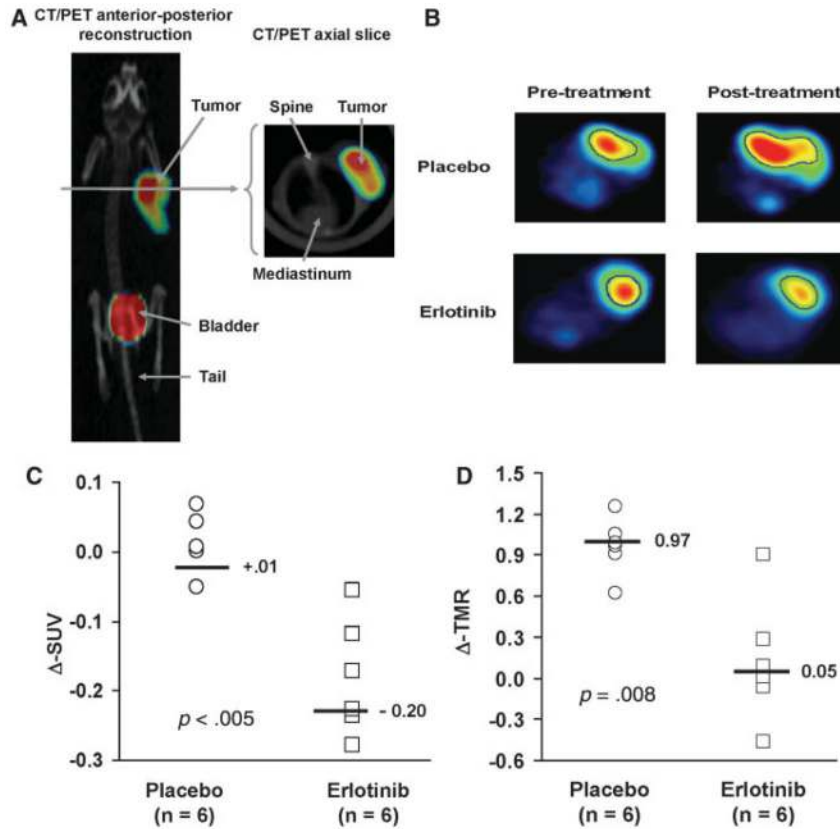 A
CT/PET anterior-posterior
reconstruction
CT/PET axial slice
Tumor
Spine
Tumor
Mediastinum
Bladder
Tail
B
Pre-treatment
Post-treatment
Placebo
Erlotinib
C
Δ-SUV
0.1
0.0
-0.1
-0.2
-0.3
+.01
- 0.20
p < .005
Placebo
(n = 6)
Erlotinib
(n = 6)
D
Δ-TMR
1.5
1.2
0.9
0.6
0.3
0.0
-0.3
-0.6
0.97
0.05
p = .008
Placebo
(n = 6)
Erlotinib
(n = 6)